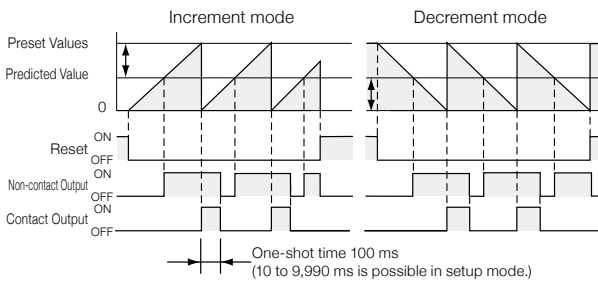 Increment mode
Decrement mode
Preset Values
Predicted Value
0
Reset
ON
OFF
Non-contact Output
ON
OFF
Contact Output
ON
OFF
One-shot time 100 ms
(10 to 9,990 ms is possible in setup mode.)